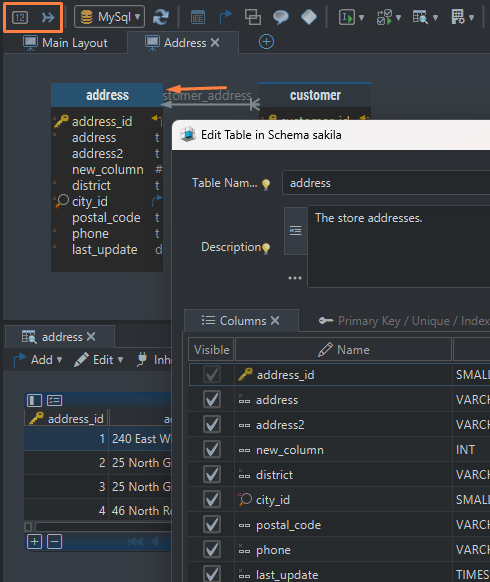 12
MySql
Main Layout
Address
address
stomer_address
customer
address_id
address t
address2 t
new_column #
district t
city_id
postal_code t
phone t
last_update d
Edit Table in Schema sakila
Table Nam...
address
Description
The store addresses.
Columns
Primary Key / Unique / Index
Visible
Name
address_id SMALL
address VARCH
address2 VARCH
new_column INT
district VARCH
city_id SMALL
postal_code VARCH
phone VARCH
last_update TIMES
address
Add
Edit
Inh
address_id
1 240 East W
2 25 North G
3 25 North G
4 46 North Ro